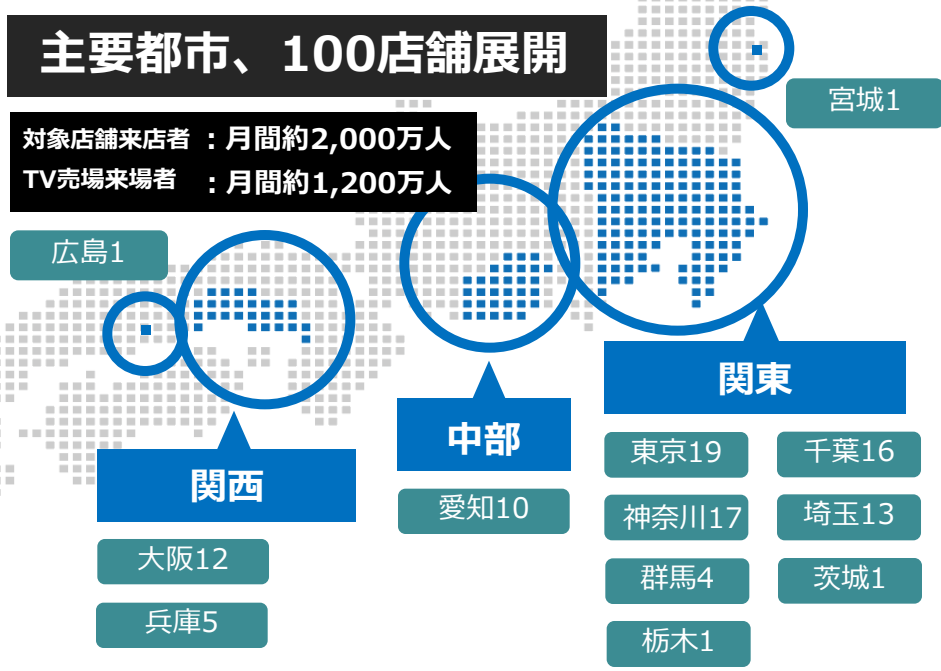 主要都市、100店舗展開
対象店舗来店者 : 月間約2,000万人
TV売場来場者 : 月間約1,200万人
宮城1
広島1
関東
東京19
千葉16
神奈川17
埼玉13
群馬4
茨城1
栃木1
中部
愛知10
関西
大阪12
兵庫5